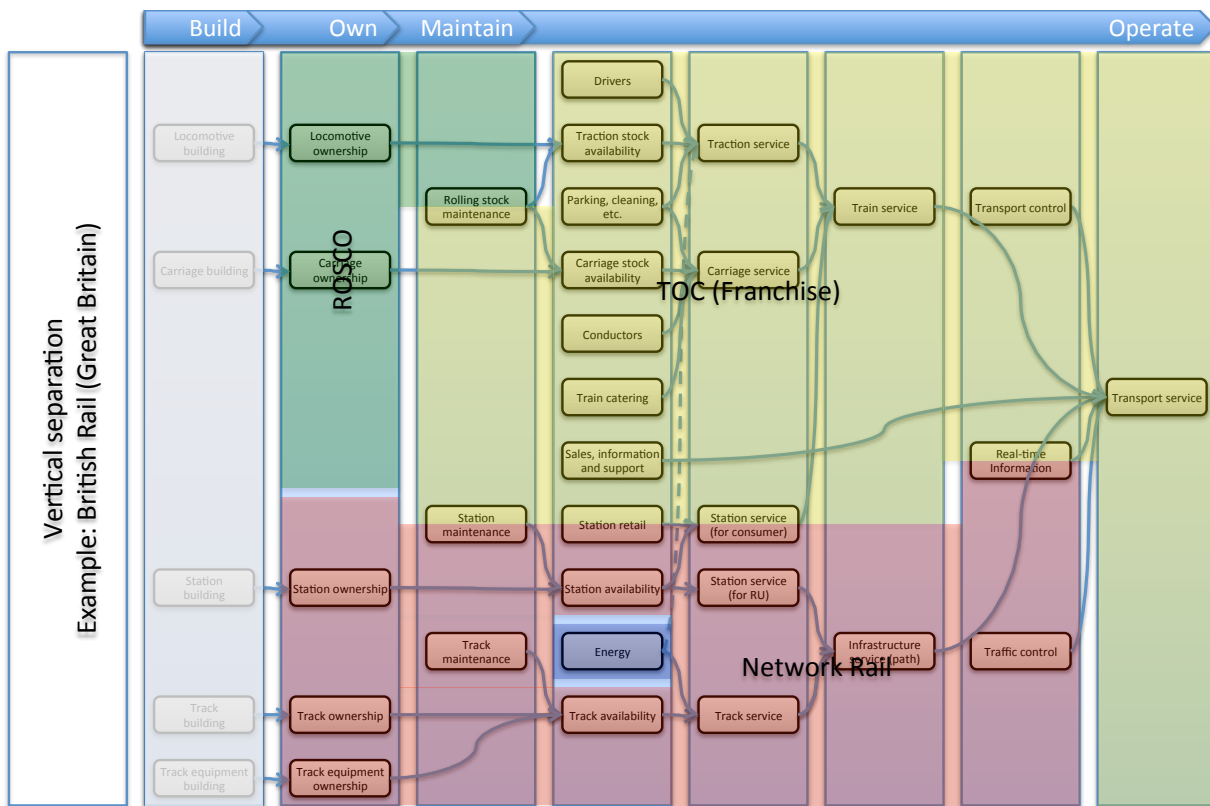 Build
Own
Maintain
Operate
Vertical separation
Example: British Rail (Great Britain)
Locomotive
building
Carriage building
Station
building
Track
building
Track equipment
building
Locomotive
ownership
Carriage
ownership
ROSCO
Station ownership
Track ownership
Track equipment
ownership
Rolling stock
maintenance
Station
maintenance
Track
maintenance
Drivers
Traction stock
availability
Parking, cleaning,
etc.
Carriage stock
availability
Conductors
Train catering
Sales, information
and support
Station retail
Station availability
Energy
Track availability
Traction service
Carriage service
TOC (Franchise)
Station service
(for consumer)
Station service
(for RU)
Track service
Train service
Infrastructure
service (path)
Network Rail
Transport control
Real-time
Information
Traffic control
Transport service